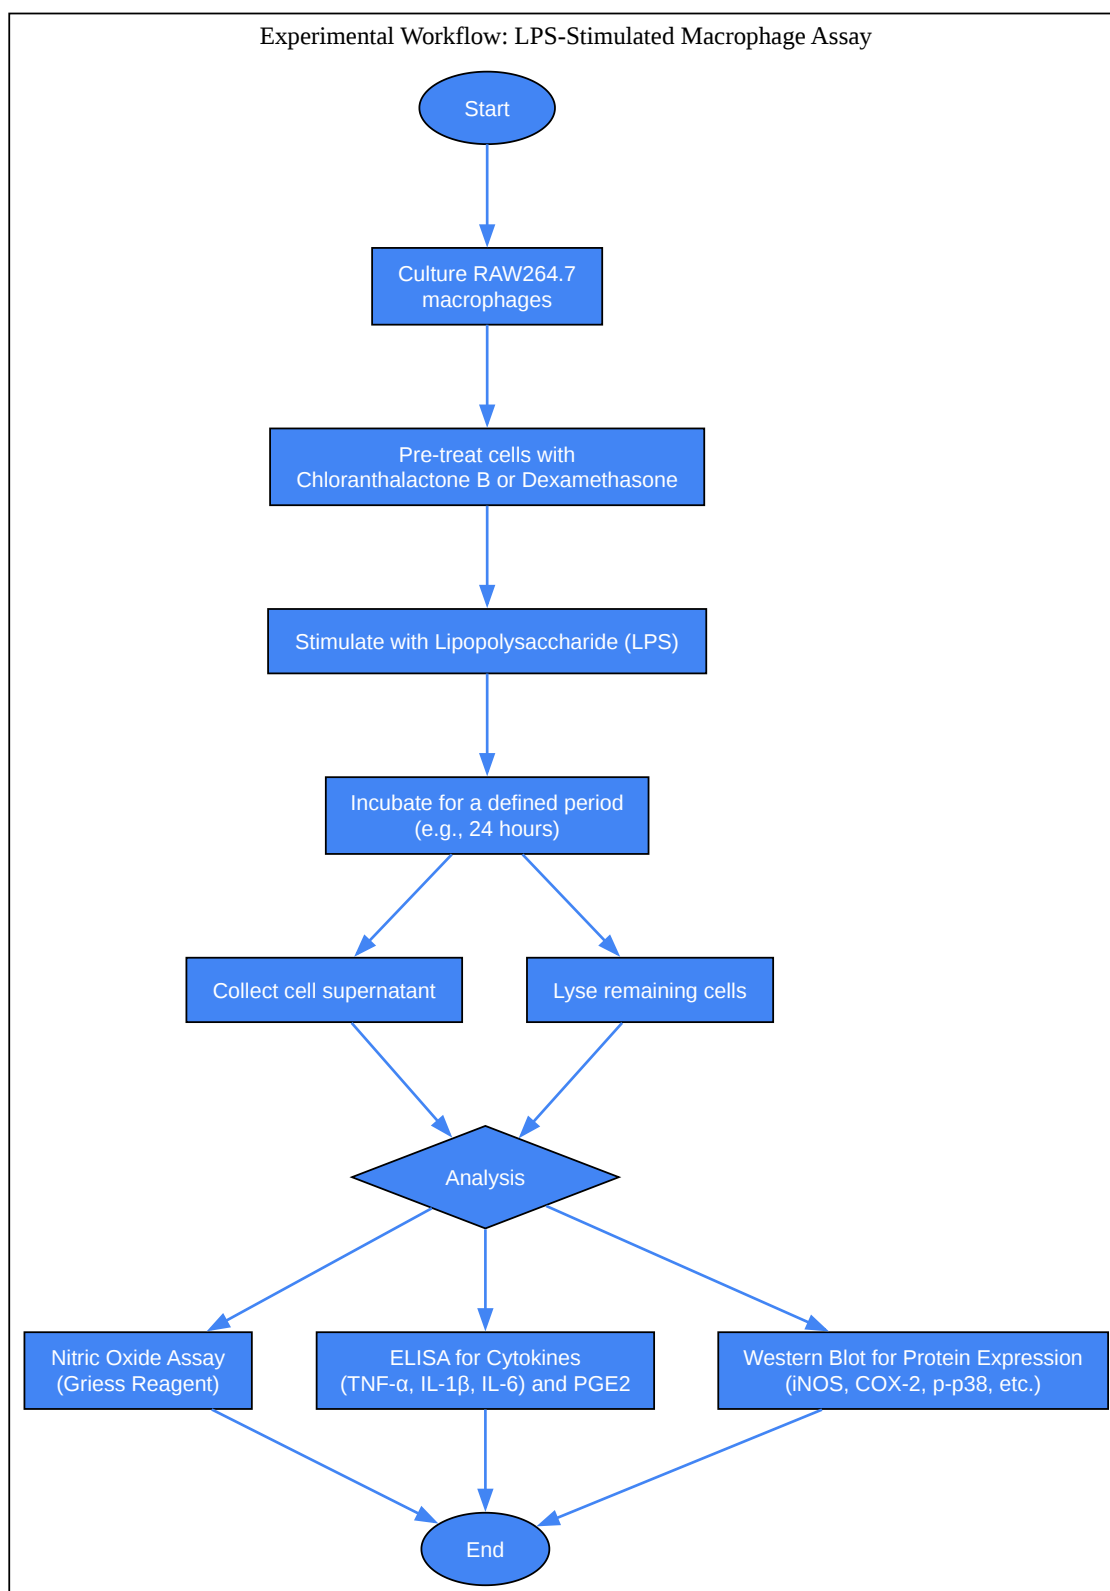 Experimental Workflow: LPS-Stimulated Macrophage Assay
Start
Culture RAW264.7
macrophages
Pre-treat cells with
Chloranthalactone B or Dexamethasone
Stimulate with Lipopolysaccharide (LPS)
Incubate for a defined period
(e.g., 24 hours)
Collect cell supernatant
Lyse remaining cells
Analysis
Nitric Oxide Assay
(Griess Reagent)
ELISA for Cytokines
(TNF-α, IL-1β, IL-6) and PGE2
Western Blot for Protein Expression
(iNOS, COX-2, p-p38, etc.)
End